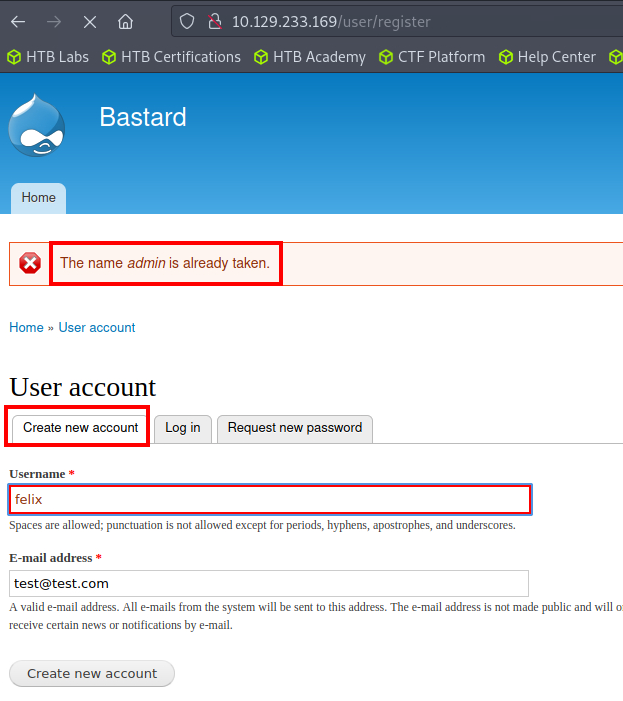 10.129.233.169/user/register
HTB Labs HTB Certifications HTB Academy CTF Platform Help Center
Bastard
Home
The name admin is already taken.
Home » User account
User account
Create new account Log in Request new password
Username *
felix
Spaces are allowed; punctuation is not allowed except for periods, hyphens, apostrophes, and underscores.
E-mail address *
test@test.com
A valid e-mail address. All e-mails from the system will be sent to this address. The e-mail address is not made public and will
receive certain news or notifications by e-mail.
Create new account